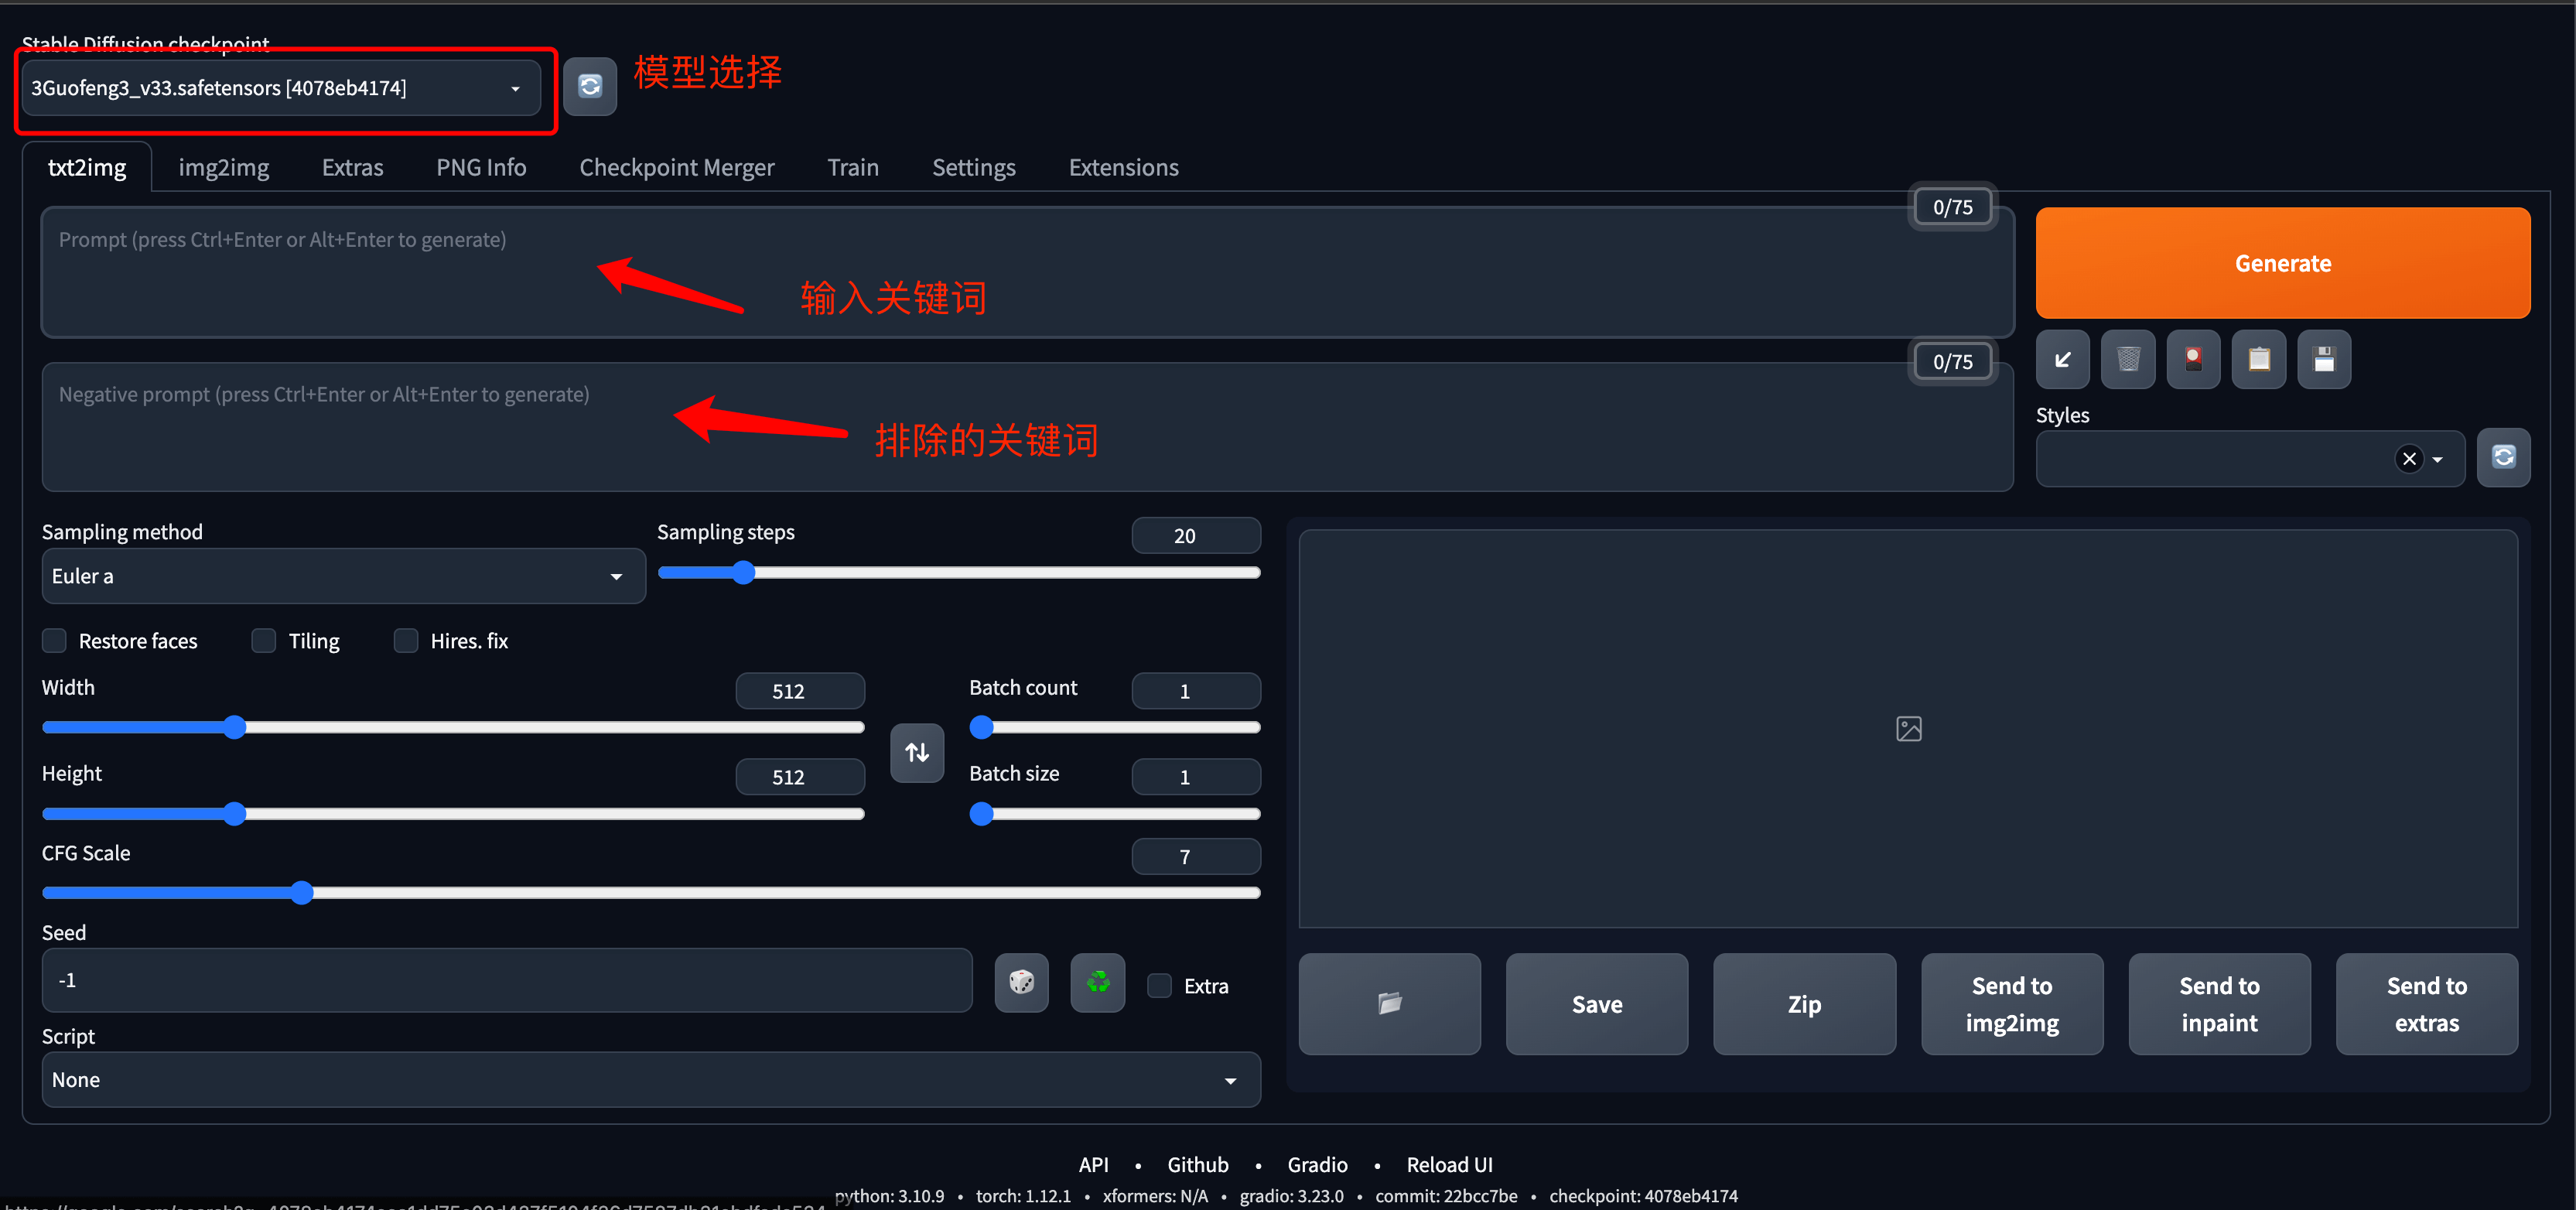 Stable Diffusion checkpoint
3Guofeng3_v33.safetensors [4078eb4174]
模型选择
txt2img img2img Extras PNG Info Checkpoint Merger Train Settings Extensions
0/75
Prompt (press Ctrl+Enter or Alt+Enter to generate)
Generate
输入关键词
0/75
Negative prompt (press Ctrl+Enter or Alt+Enter to generate)
排除的关键词
Styles
Sampling method
Euler a
Sampling steps
20
Restore faces Tiling Hires. fix
Width
512
Batch count
1
Height
512
Batch size
1
CFG Scale
7
Seed
-1
Extra
Script
None
Save
Zip
Send to
img2img
Send to
inpaint
Send to
extras
API • Github • Gradio • Reload UI
python: 3.10.9 • torch: 1.12.1 • xformers: N/A • gradio: 3.23.0 • commit: 22bcc7be • checkpoint: 4078eb4174